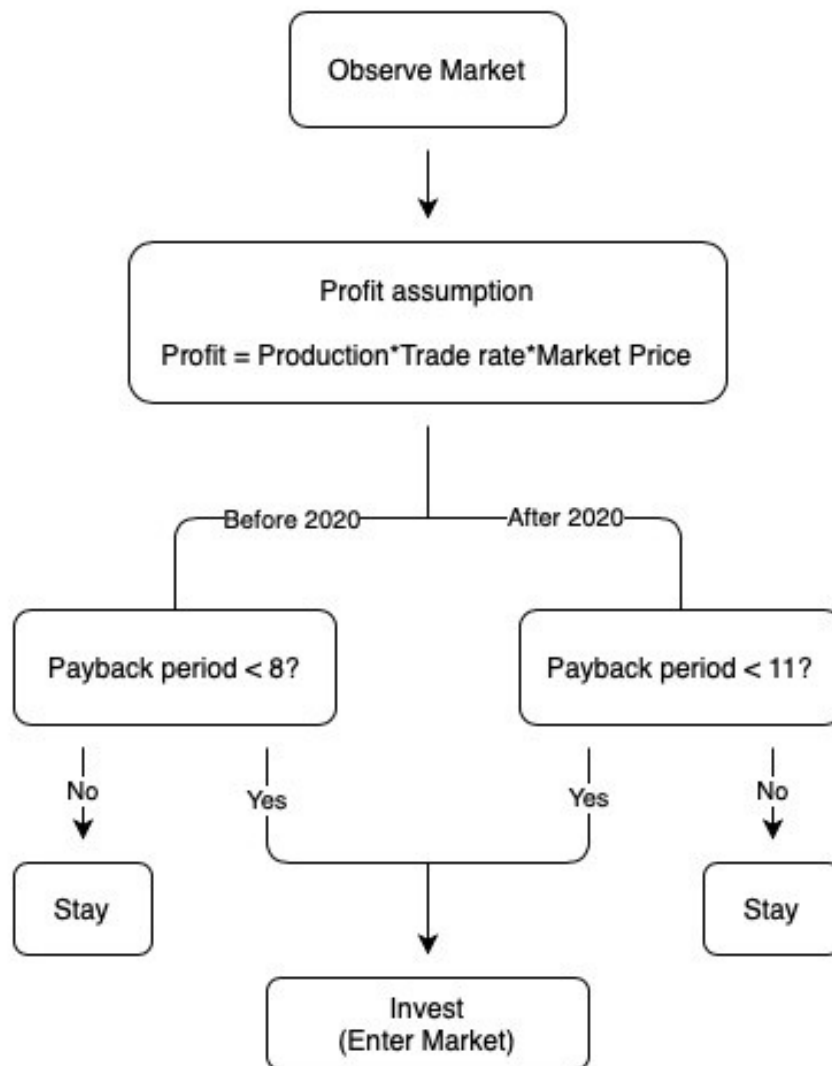 Observe Market
Profit assumption
Profit = Production*Trade rate*Market Price
Before 2020
After 2020
Payback period < 8?
Payback period < 11?
No
Yes
Yes
No
Stay
Stay
Invest
(Enter Market)